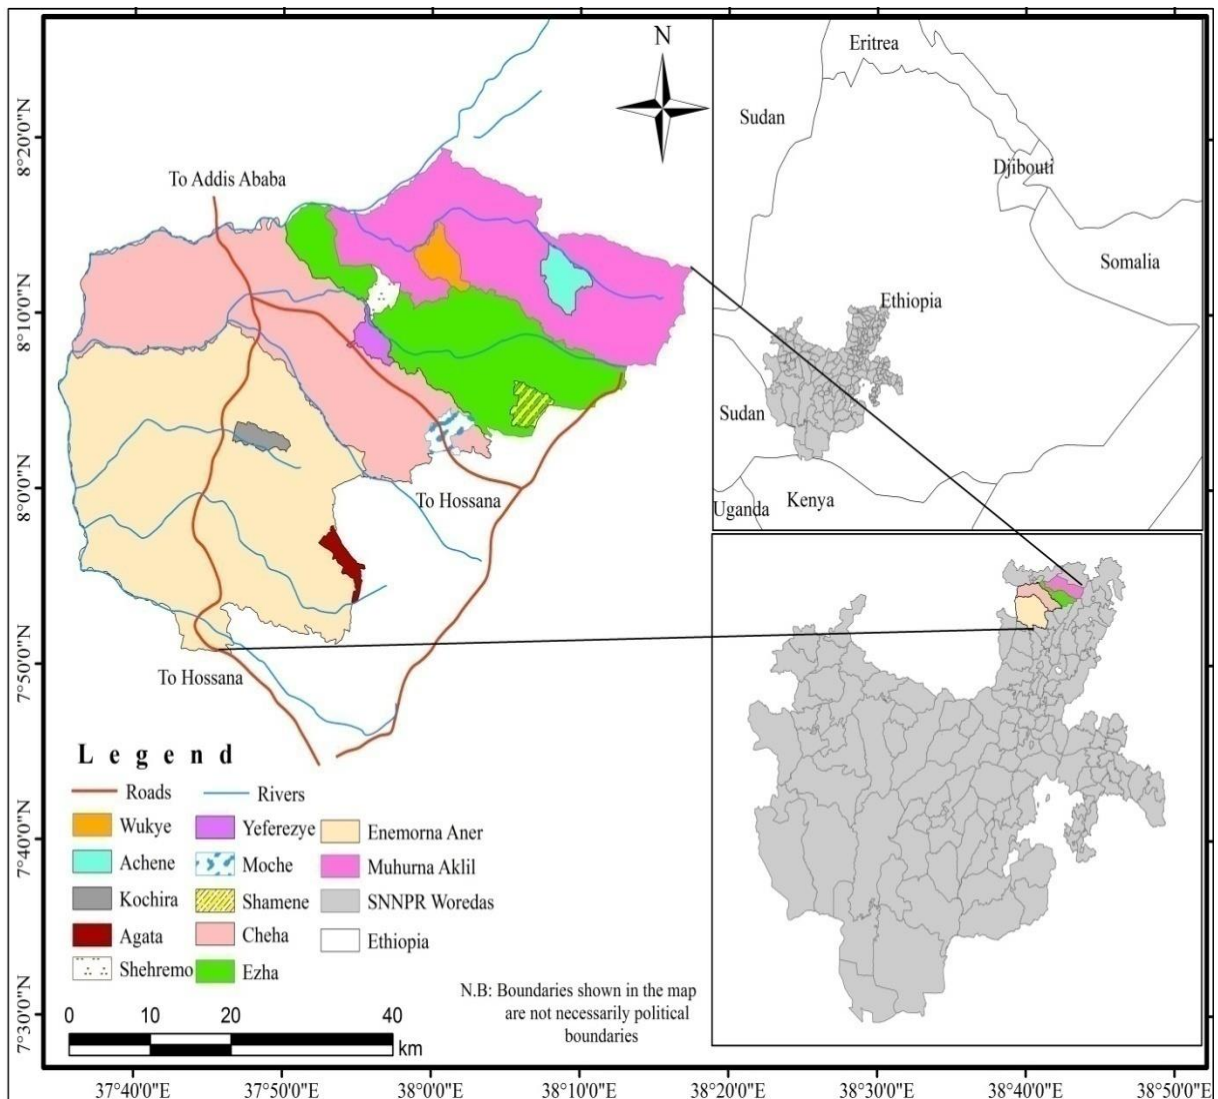 N
To Addis Ababa
To Hossana
To Hossana
Eritrea
Sudan
Djibouti
Somalia
Ethiopia
Sudan
Uganda
Kenya
8°20'0"N
8°10'0"N
8°0'0"N
7°50'0"N
7°40'0"N
7°30'0"N
Legend
Roads
Rivers
Wukye
Yeferezye
Enemorna Aner
Achene
Moche
Muhurna Aklil
Kochira
Shamene
SNNPR Woredas
Agata
Cheha
Ethiopia
Shehremo
Ezha
N.B: Boundaries shown in the map
are not necessarily political
boundaries
0 10 20 40
km
37°40'0"E 37°50'0"E 38°0'0"E 38°10'0"E 38°20'0"E 38°30'0"E 38°40'0"E 38°50'0"E